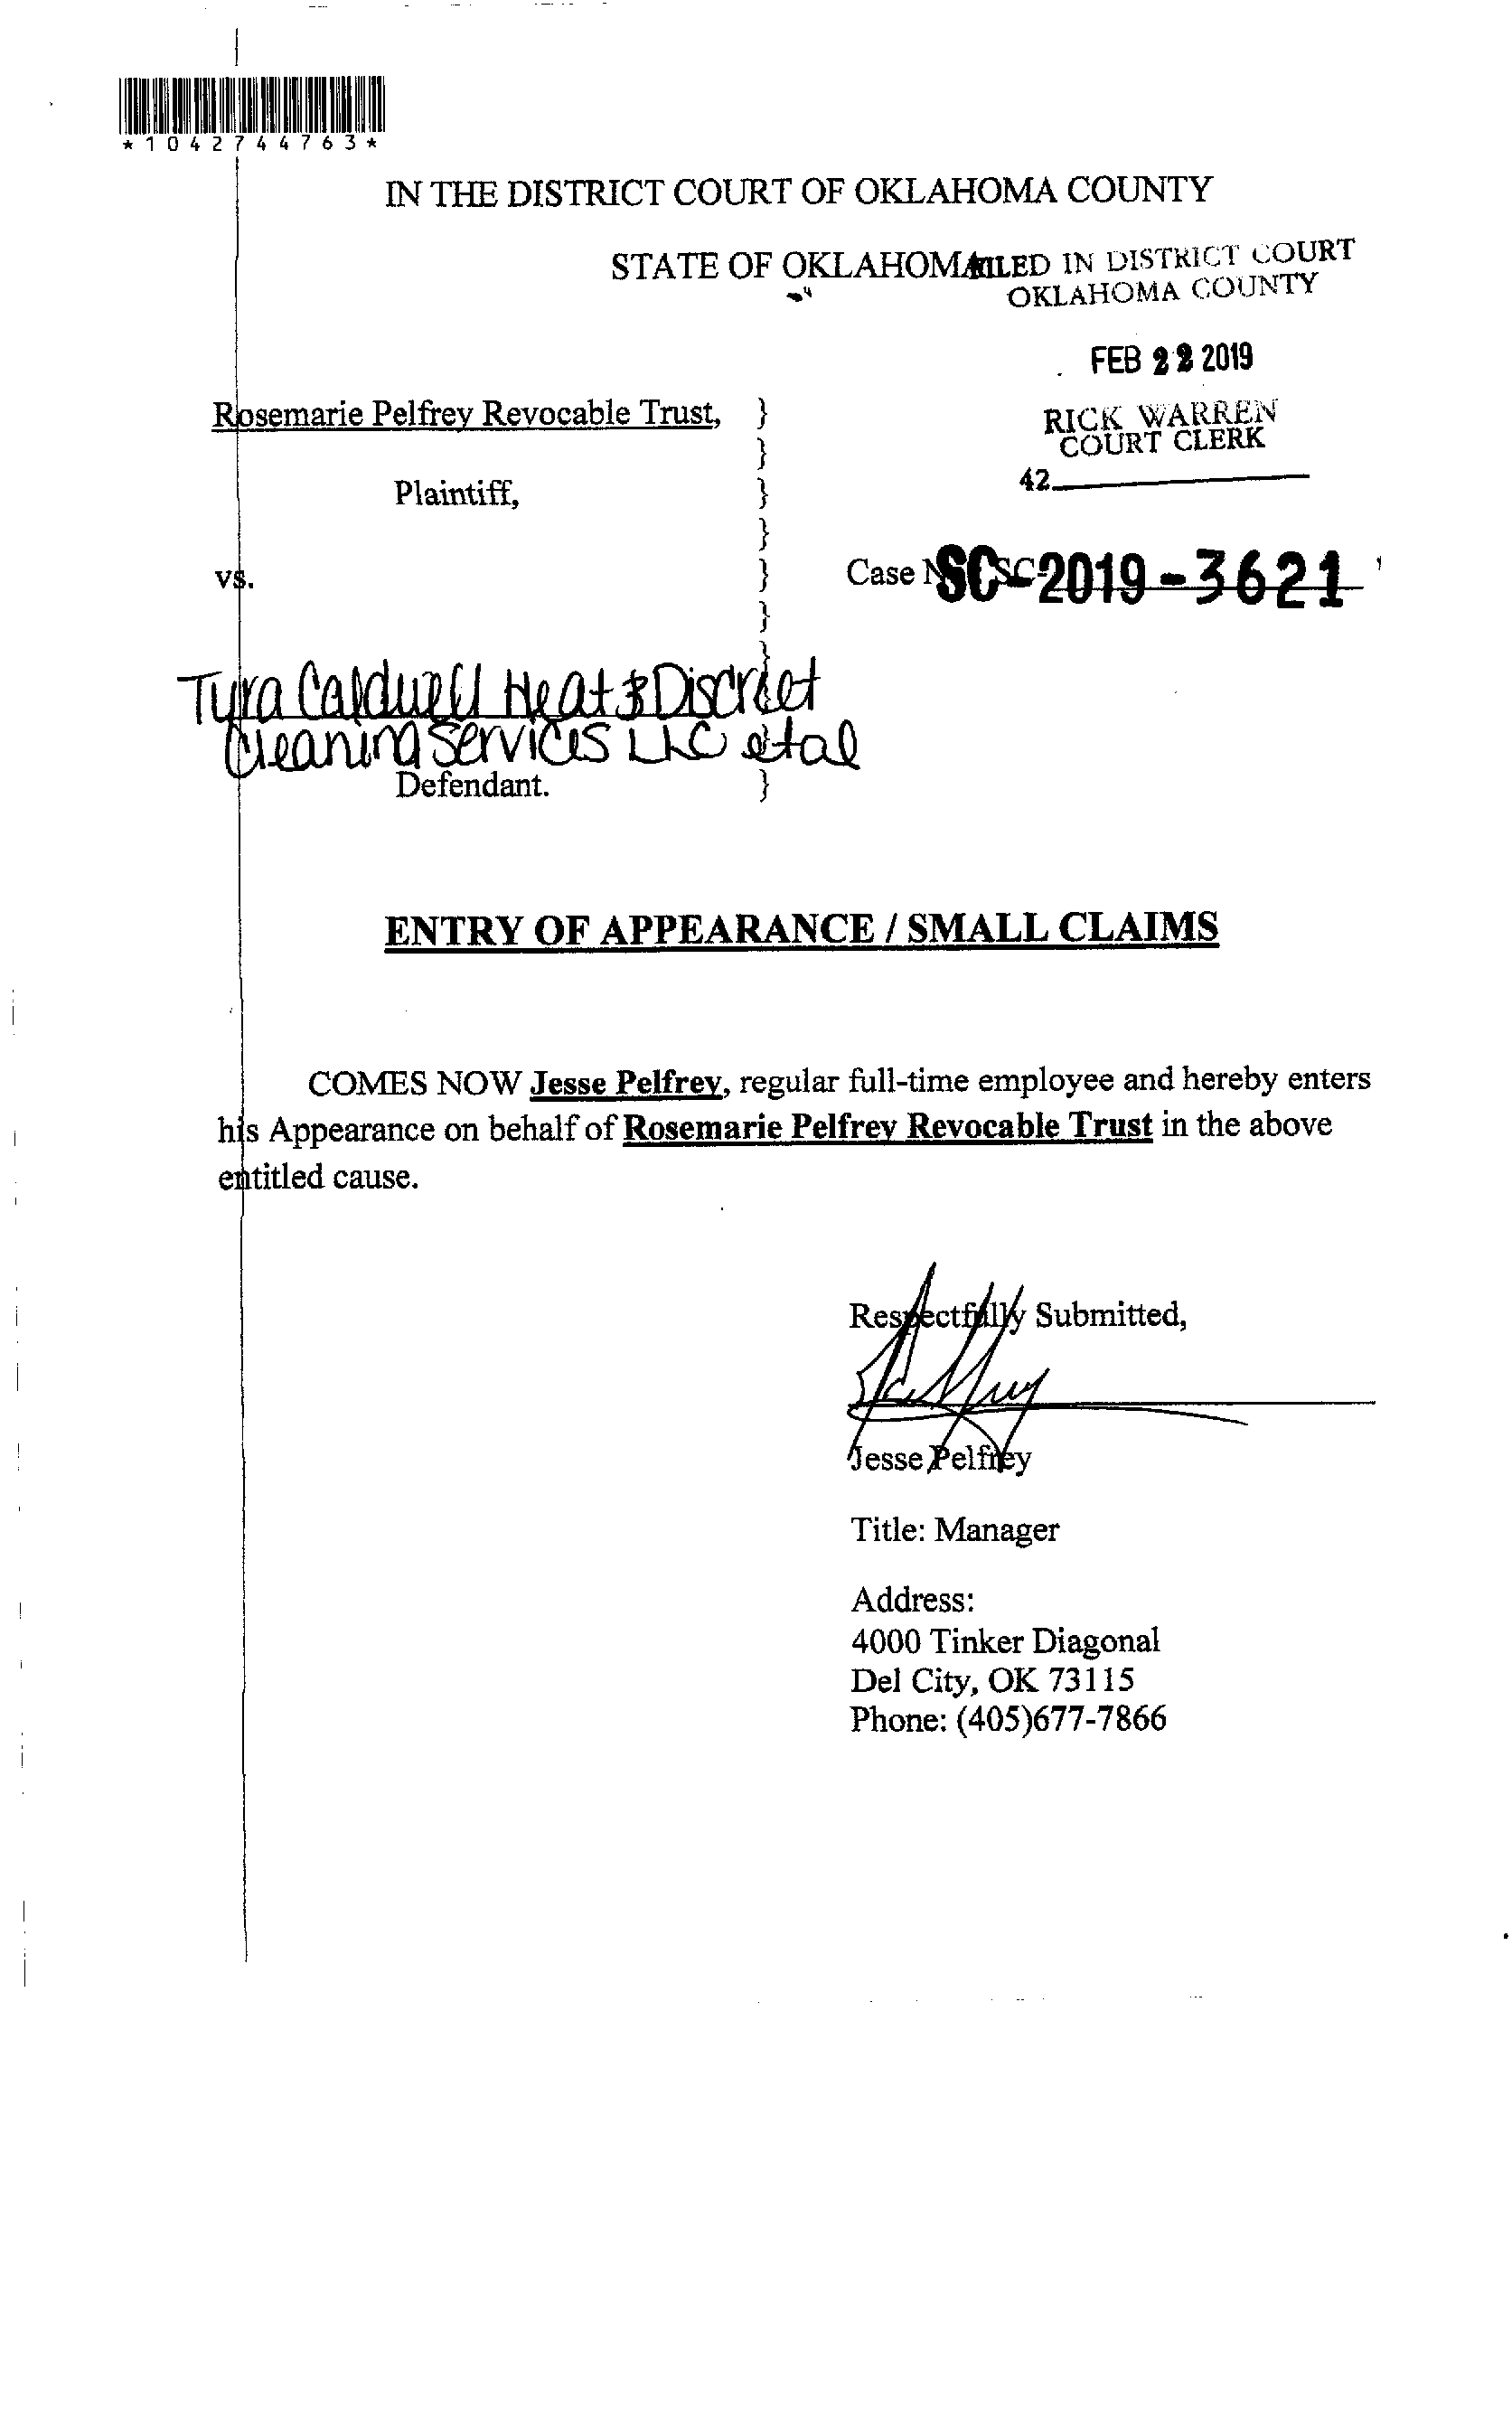 *1042744763*
IN THE DISTRICT COURT OF OKLAHOMA COUNTY
STATE OF OKLAHOMA
FILED IN DISTRICT COURT
OKLAHOMA COUNTY
FEB 22 2019
RICK WARREN
COURT CLERK
42
Rosemarie Pelfrey Revocable Trust, }
}
Plaintiff, }
}
vs. } Case No. SC-2019-3621
}
}
Tyra Caldwell Heat & Discreet
Cleaning Services LLC etal
Defendant. }
ENTRY OF APPEARANCE / SMALL CLAIMS
COMES NOW Jesse Pelfrey, regular full-time employee and hereby enters
his Appearance on behalf of Rosemarie Pelfrey Revocable Trust in the above
entitled cause.
Respectfully Submitted,
Jesse Pelfrey
Title: Manager
Address:
4000 Tinker Diagonal
Del City, OK 73115
Phone: (405)677-7866